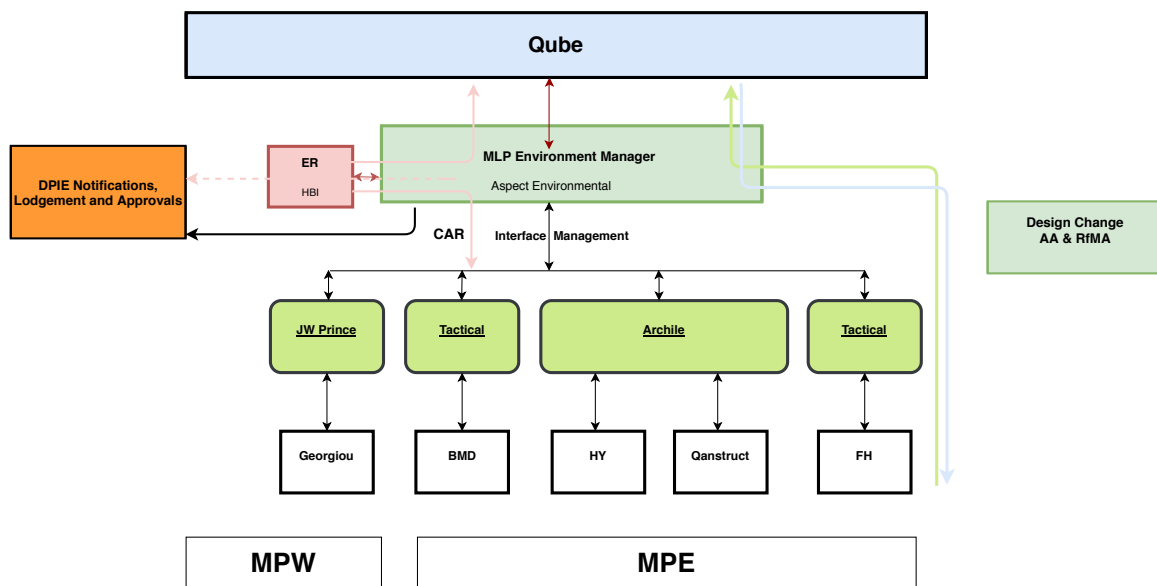 Qube
ER
HBI
MLP Environment Manager
Aspect Environmental
DPIE Notifications,
Lodgement and Approvals
CAR
Interface Management
Design Change
AA & RfMA
JW Prince
Tactical
Archile
Tactical
Georgiou
BMD
HY
Qanstruct
FH
MPW
MPE